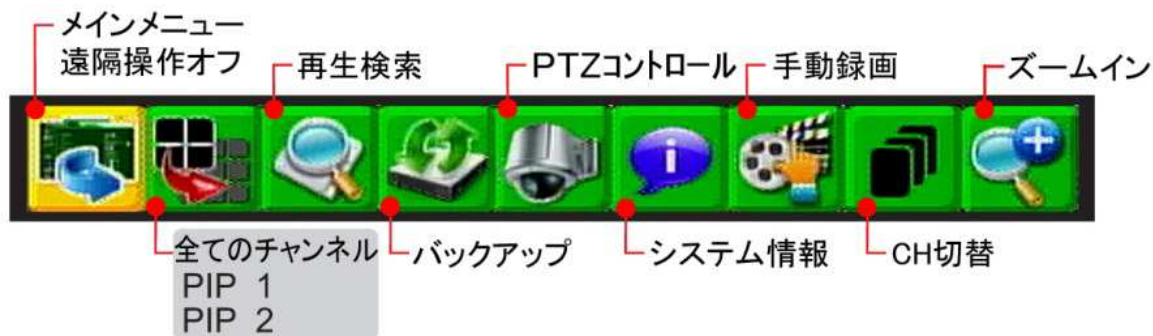 メインメニュー
遠隔操作オフ
再生検索
PTZコントロール
手動録画
ズームイン
全てのチャンネル
PIP 1
PIP 2
バックアップ
システム情報
CH切替